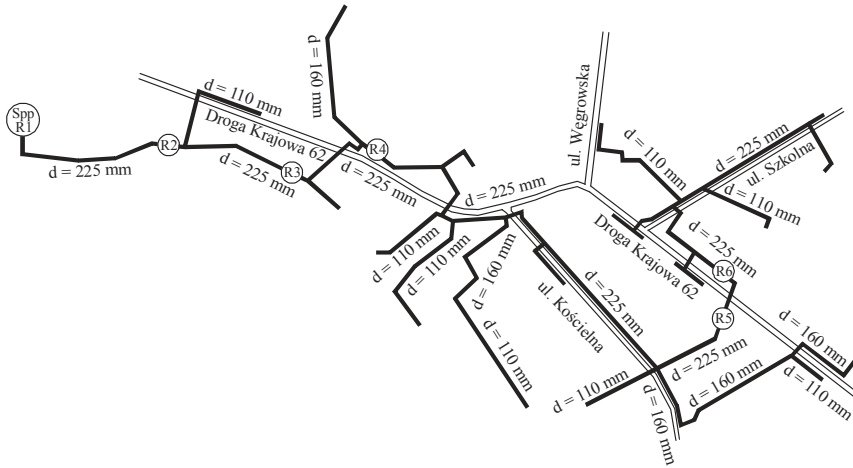 Spp
R1
d = 225 mm
R2
d = 110 mm
Droga Krajowa 62
d = 225 mm
R3
d = 160 mm
R4
d = 225 mm
d = 225 mm
d = 110 mm
d = 110 mm
d = 160 mm
d = 110 mm
ul. Kościelna
d = 225 mm
ul. Węgrowska
d = 110 mm
d = 225 mm
ul. Szkolna
d = 110 mm
d = 225 mm
Droga Krajowa 62
R6
R5
d = 225 mm
d = 110 mm
d = 160 mm
d = 160 mm
d = 160 mm
d = 110 mm